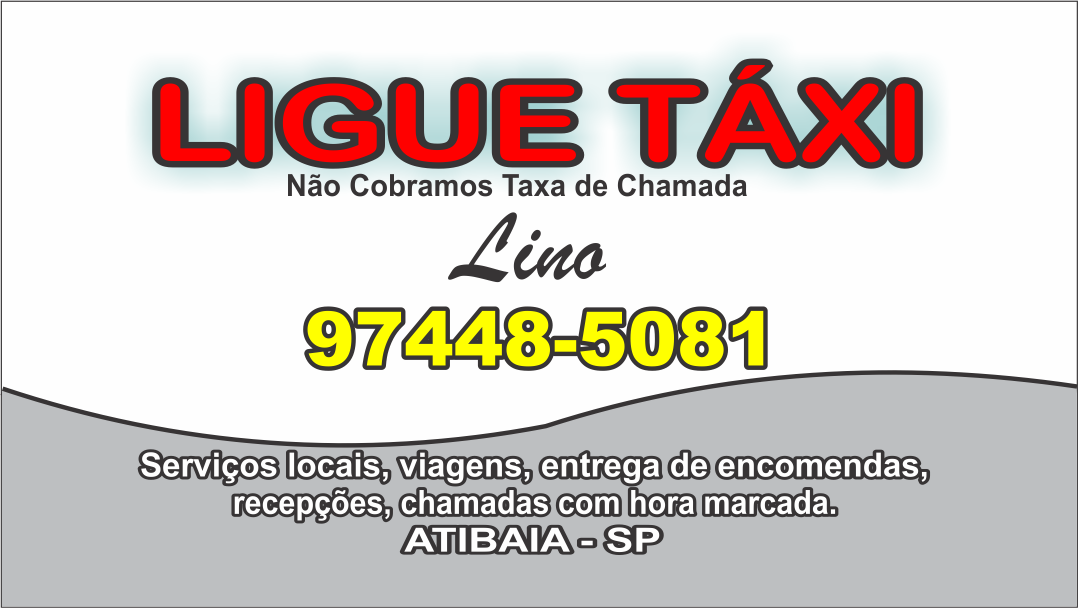 LIGUE TÁXI
Não Cobramos Taxa de Chamada
Lino
97448-5081
Serviços locais, viagens, entrega de encomendas,
recepções, chamadas com hora marcada.
ATIBAIA - SP